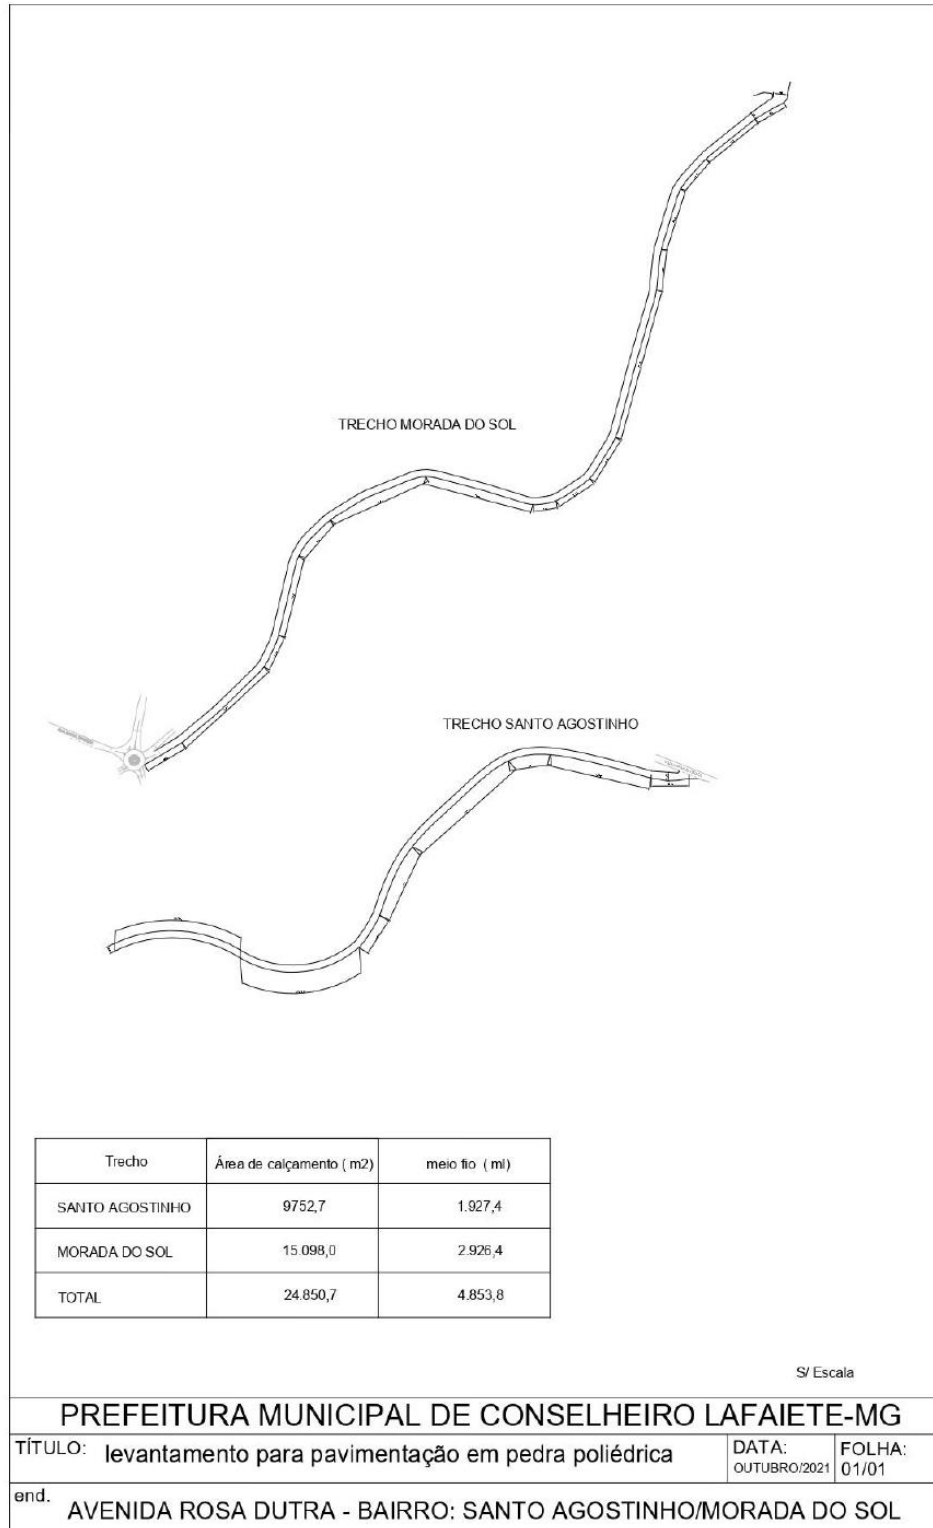 TRECHO MORADA DO SOL
TRECHO SANTO AGOSTINHO
Trecho Área de calçamento ( m2) meio fio ( ml)
SANTO AGOSTINHO 9752,7 1.927,4
MORADA DO SOL 15.098,0 2.926,4
TOTAL 24.850,7 4.853,8
S/ Escala
PREFEITURA MUNICIPAL DE CONSELHEIRO LAFAIETE-MG
TÍTULO: levantamento para pavimentação em pedra poliédrica
DATA: OUTUBRO/2021
FOLHA: 01/01
end. AVENIDA ROSA DUTRA - BAIRRO: SANTO AGOSTINHO/MORADA DO SOL